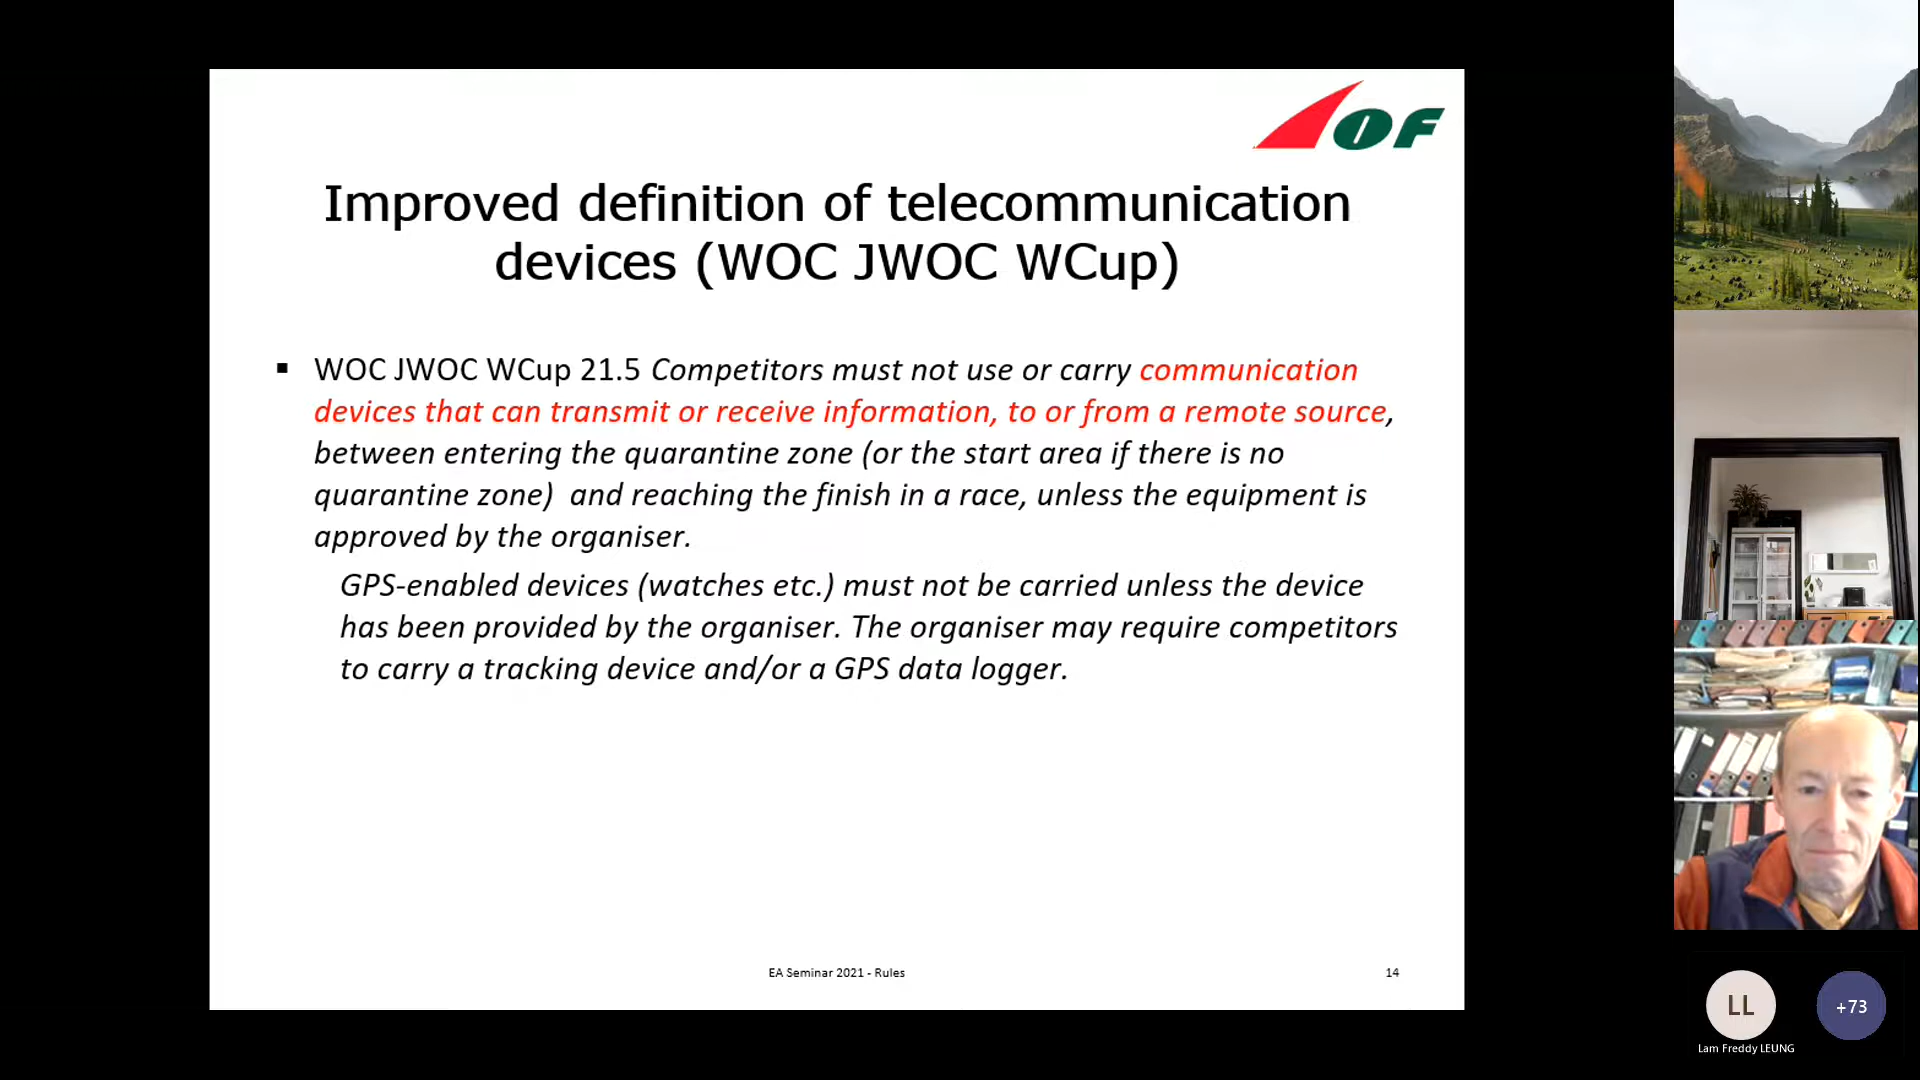 IOF
Improved definition of telecommunication
devices (WOC JWOC WCup)
▪ WOC JWOC WCup 21.5 Competitors must not use or carry communication
devices that can transmit or receive information, to or from a remote source,
between entering the quarantine zone (or the start area if there is no
quarantine zone)  and reaching the finish in a race, unless the equipment is
approved by the organiser.
GPS-enabled devices (watches etc.) must not be carried unless the device
has been provided by the organiser. The organiser may require competitors
to carry a tracking device and/or a GPS data logger.
EA Seminar 2021 - Rules
14
LL
+73
Lam Freddy LEUNG